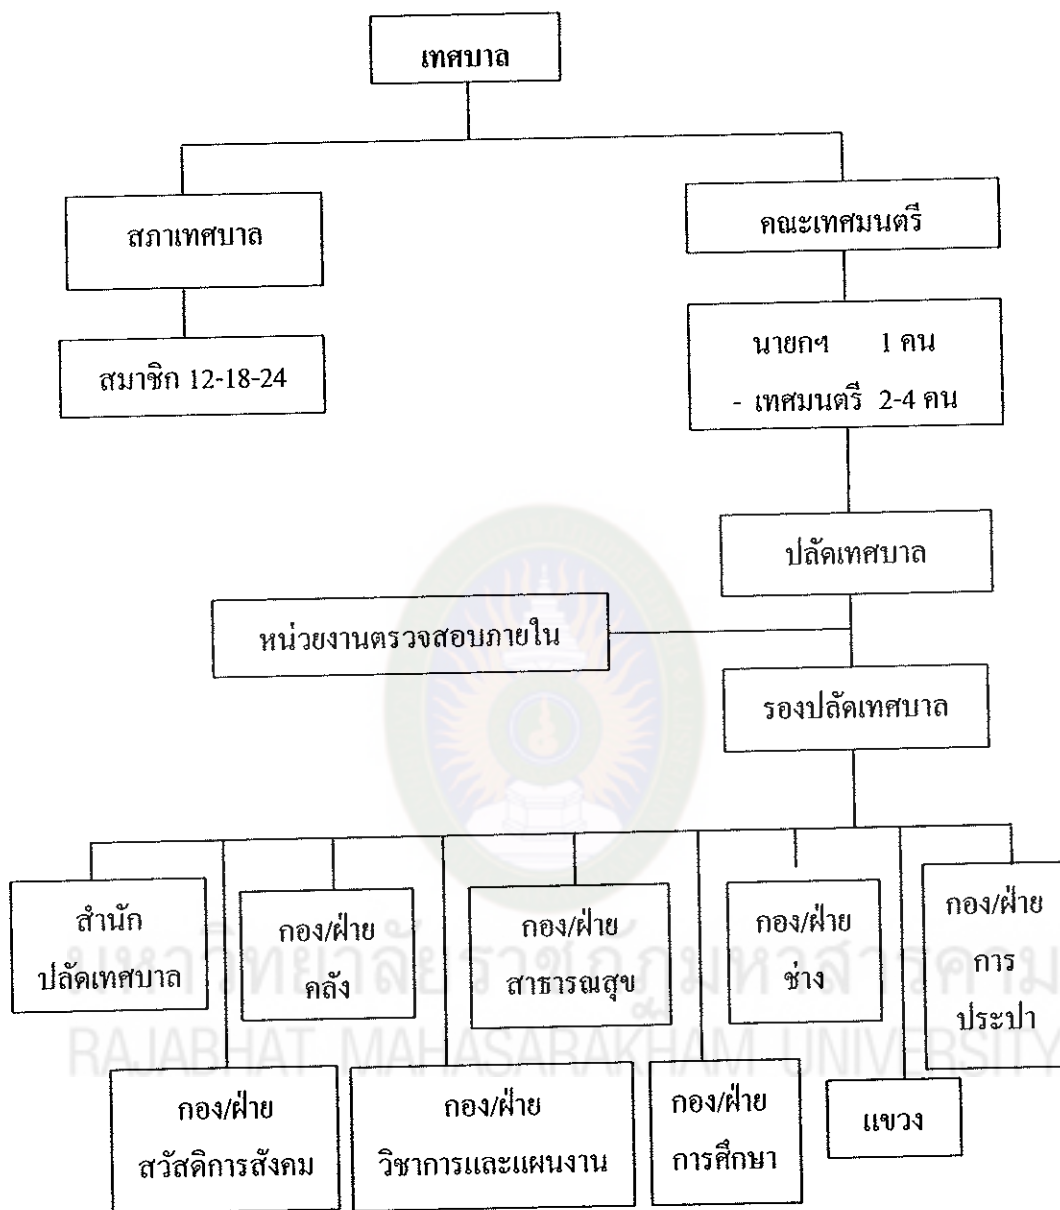 เทศบาล
สภาเทศบาล
คณะเทศมนตรี
สมาชิก 12-18-24
นายกฯ 1 คน
- เทศมนตรี 2-4 คน
ปลัดเทศบาล
หน่วยงานตรวจสอบภายใน
รองปลัดเทศบาล
สำนัก
ปลัดเทศบาล
กอง/ฝ่าย
คลัง
กอง/ฝ่าย
สาธารณสุข
กอง/ฝ่าย
ช่าง
กอง/ฝ่าย
การ
ประปา
มหาวิทยาลัยราชภัฏมหาสารคาม
RAJABHAT MAHASARAKHAM UNIVERSITY
กอง/ฝ่าย
สวัสดิการสังคม
กอง/ฝ่าย
วิชาการและแผนงาน
กอง/ฝ่าย
การศึกษา
แขวง